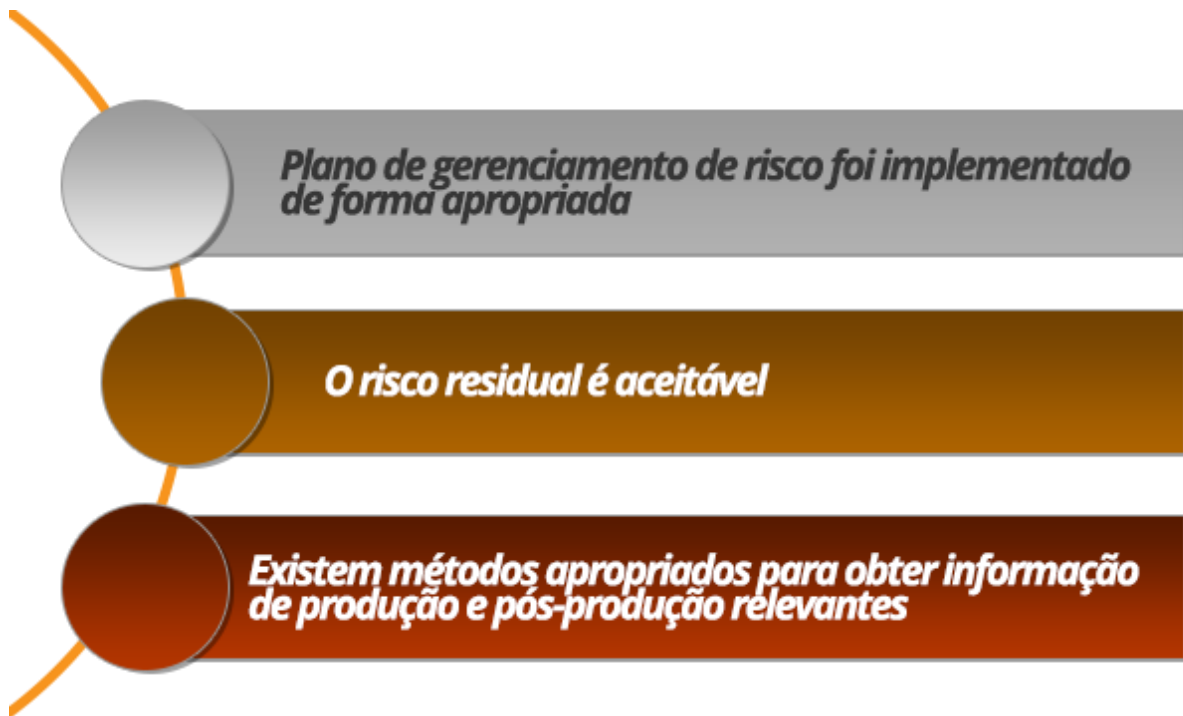 Plano de gerenciamento de risco foi implementado
de forma apropriada
O risco residual é aceitável
Existem métodos apropriados para obter informação
de produção e pós-produção relevantes